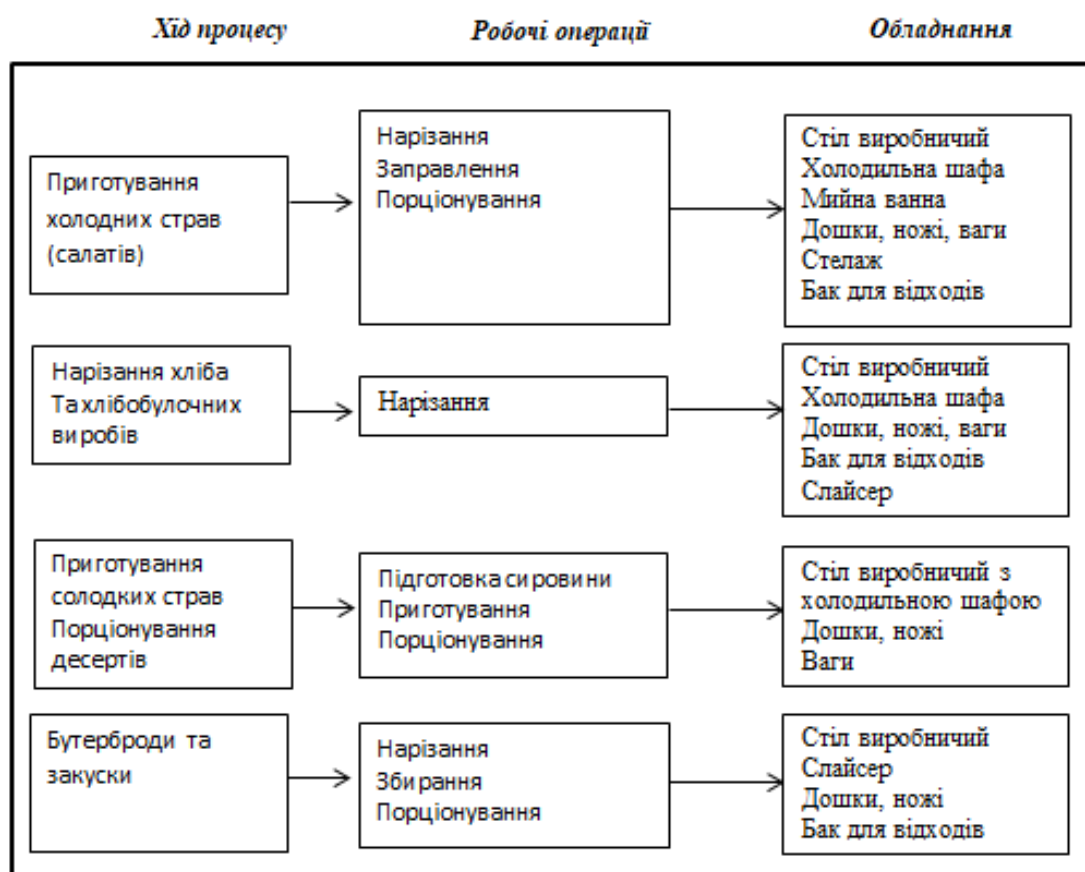 Хід процесу
Робочі операції
Обладнання
Приготування
холодних страв
(салатів)
Нарізання
Заправлення
Порціонування
Стіл виробничий
Холодильна шафа
Мийна ванна
Дошки, ножі, ваги
Стелаж
Бак для відходів
Нарізання хліба
Та хлібобулочних
виробів
Нарізання
Стіл виробничий
Холодильна шафа
Дошки, ножі, ваги
Бак для відходів
Слайсер
Приготування
солодких страв
Порціонування
десертів
Підготовка сировини
Приготування
Порціонування
Стіл виробничий з
холодильною шафою
Дошки, ножі
Ваги
Бутерброди та
закуски
Нарізання
Збирання
Порціонування
Стіл виробничий
Слайсер
Дошки, ножі
Бак для відходів